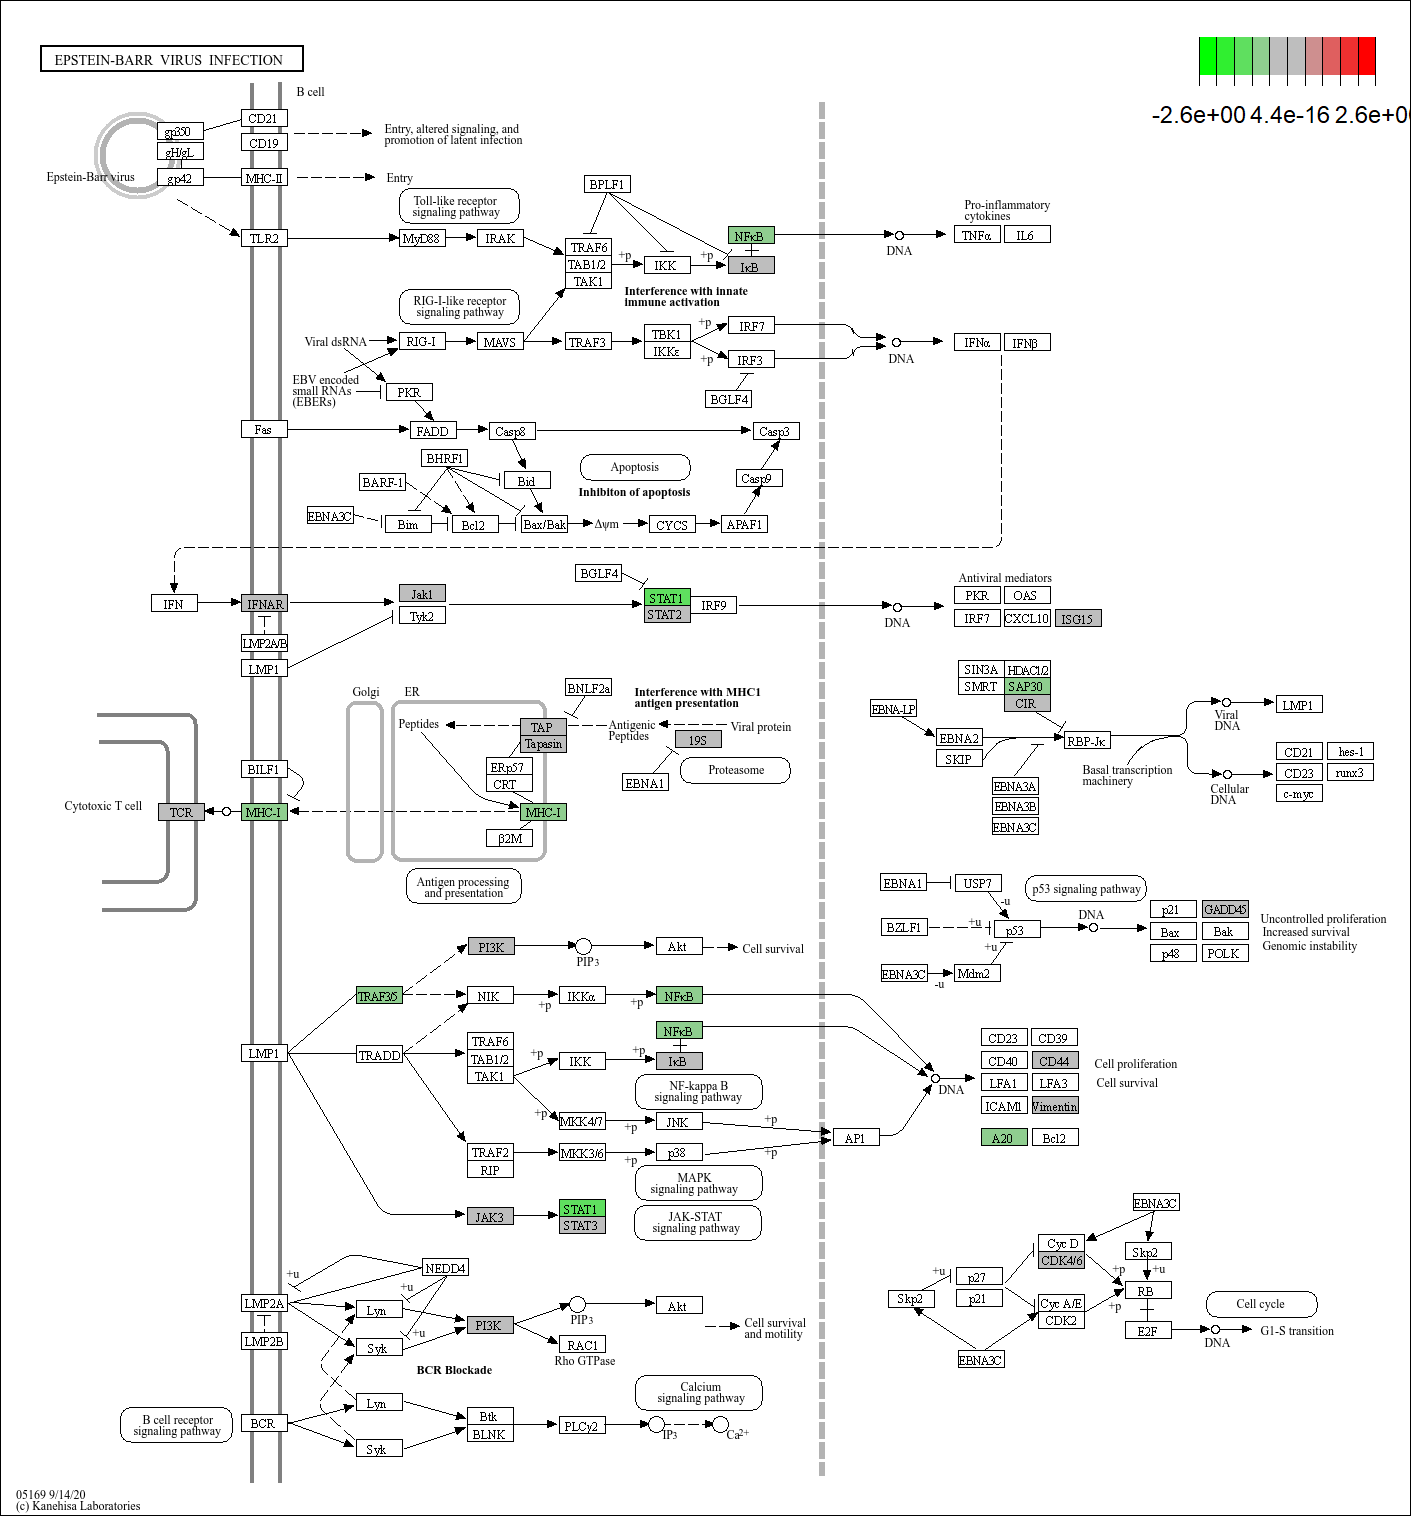 EPSTEIN-BARR VIRUS INFECTION
-2.6e+00 4.4e-16 2.6e+0
B cell
gp350
CD21
gH/gL
CD19
Entry, altered signaling, and
promotion of latent infection
Epstein-Barr virus
gp42
MHC-II
Entry
BPLF1
Toll-like receptor
signaling pathway
TLR2
MyD88
IRAK
TRAF6
TAB1/2
TAK1
+p
IKK
+p
NFκB
IκB
DNA
Pro-inflammatory
cytokines
TNFα
IL6
Interference with innate
immune activation
RIG-I-like receptor
signaling pathway
Viral dsRNA
RIG-I
MAVS
TRAF3
TBK1
IKKε
+p
+p
IRF7
IRF3
DNA
IFNα
IFNβ
EBV encoded
small RNAs
(EBERs)
PKR
BGLF4
Fas
FADD
Casp8
Casp3
BHRF1
Apoptosis
BARF-1
Bid
Casp9
Inhibiton of apoptosis
EBNA3C
Bim
Bcl2
Bax/Bak
Δψm
CYCS
APAF1
IFN
IFNAR
Jak1
Tyk2
BGLF4
STAT1
STAT2
IRF9
DNA
Antiviral mediators
PKR
OAS
IRF7
CXCL10
ISG15
LMP2A/B
LMP1
Golgi
ER
BNLF2a
Interference with MHC1
antigen presentation
Peptides
TAP
Tapasin
Antigenic
Peptides
Viral protein
19S
ERp57
CRT
EBNA1
Proteasome
BILF1
Cytotoxic T cell
TCR
MHC-I
MHC-I
β2M
Antigen processing
and presentation
SIN3A
HDAC1/2
SMRT
SAP30
CIR
EBNA-LP
EBNA2
SKIP
RBP-Jκ
Viral
DNA
LMP1
Basal transcription
machinery
Cellular
DNA
CD21
hes-1
CD23
runx3
c-myc
EBNA3A
EBNA3B
EBNA3C
EBNA1
USP7
p53 signaling pathway
-u
BZLF1
+u
p53
+u
EBNA3C
-u
Mdm2
DNA
p21
GADD45
Bax
Bak
p48
POLK
Uncontrolled proliferation
Increased survival
Genomic instability
PI3K
PIP3
Akt
Cell survival
TRAF3/5
NIK
+p
IKKα
+p
NFκB
LMP1
TRADD
TRAF6
TAB1/2
TAK1
+p
IKK
+p
NFκB
IκB
NF-kappa B
signaling pathway
+p
MKK4/7
+p
JNK
+p
TRAF2
RIP
MKK3/6
+p
p38
+p
AP1
MAPK
signaling pathway
JAK3
STAT1
STAT3
JAK-STAT
signaling pathway
DNA
CD23
CD39
CD40
CD44
LFA1
LFA3
ICAM1
Vimentin
A20
Bcl2
Cell proliferation
Cell survival
NEDD4
+u
+u
+u
LMP2A
LMP2B
Lyn
Syk
PI3K
PIP3
Akt
RAC1
Rho GTPase
Cell survival
and motility
BCR Blockade
B cell receptor
signaling pathway
BCR
Lyn
Syk
Btk
BLNK
PLCγ2
IP3
Ca2+
Calcium
signaling pathway
EBNA3C
Cyc D
CDK4/6
Skp2
+u
+p
+u
p27
p21
Skp2
RB
+p
Cyc A/E
CDK2
E2F
EBNA3C
DNA
Cell cycle
G1-S transition
05169 9/14/20
(c) Kanehisa Laboratories